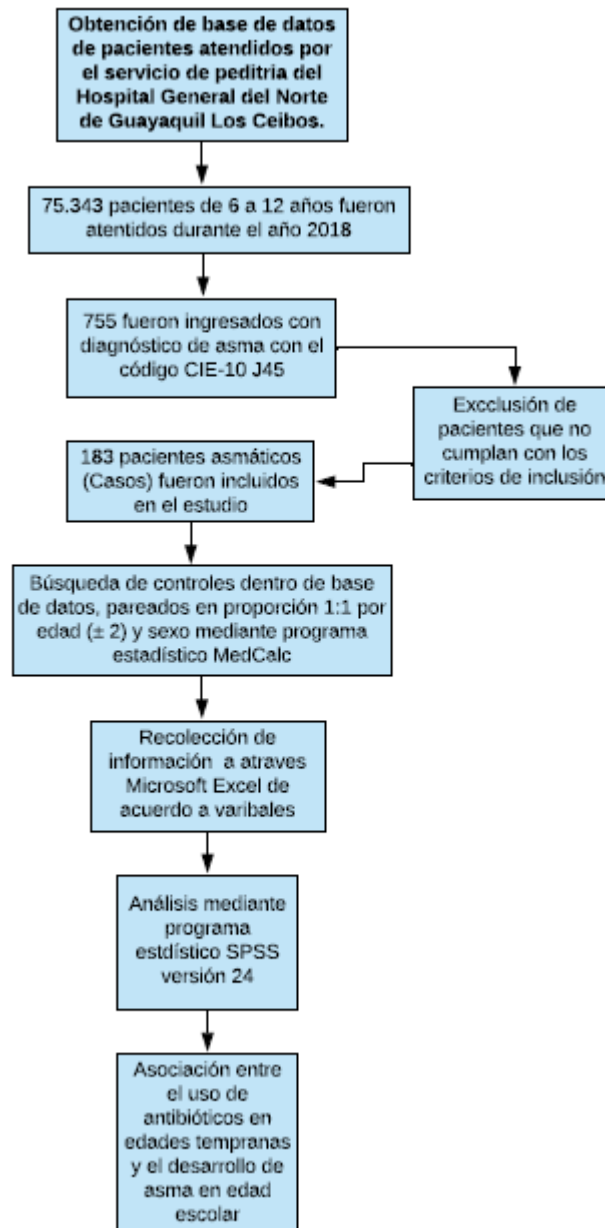 Obtención de base de datos
de pacientes atendidos por
el servicio de peditria del
Hospital General del Norte
de Guayaquil Los Ceibos.
75.343 pacientes de 6 a 12 años fueron
atentidos durante el año 2018
755 fueron ingresados con
diagnóstico de asma con el
código CIE-10 J45
Excclusión de
pacientes que no
cumplan con los
criterios de inclusión
183 pacientes asmáticos
(Casos) fueron incluidos
en el estudio
Búsqueda de controles dentro de base
de datos, pareados en proporción 1:1 por
edad (± 2) y sexo mediante programa
estadístico MedCalc
Recolección de
información a atraves
Microsoft Excel de
acuerdo a varibales
Análisis mediante
programa
estdístico SPSS
versión 24
Asociación entre
el uso de
antibióticos en
edades tempranas
y el desarrollo de
asma en edad
escolar